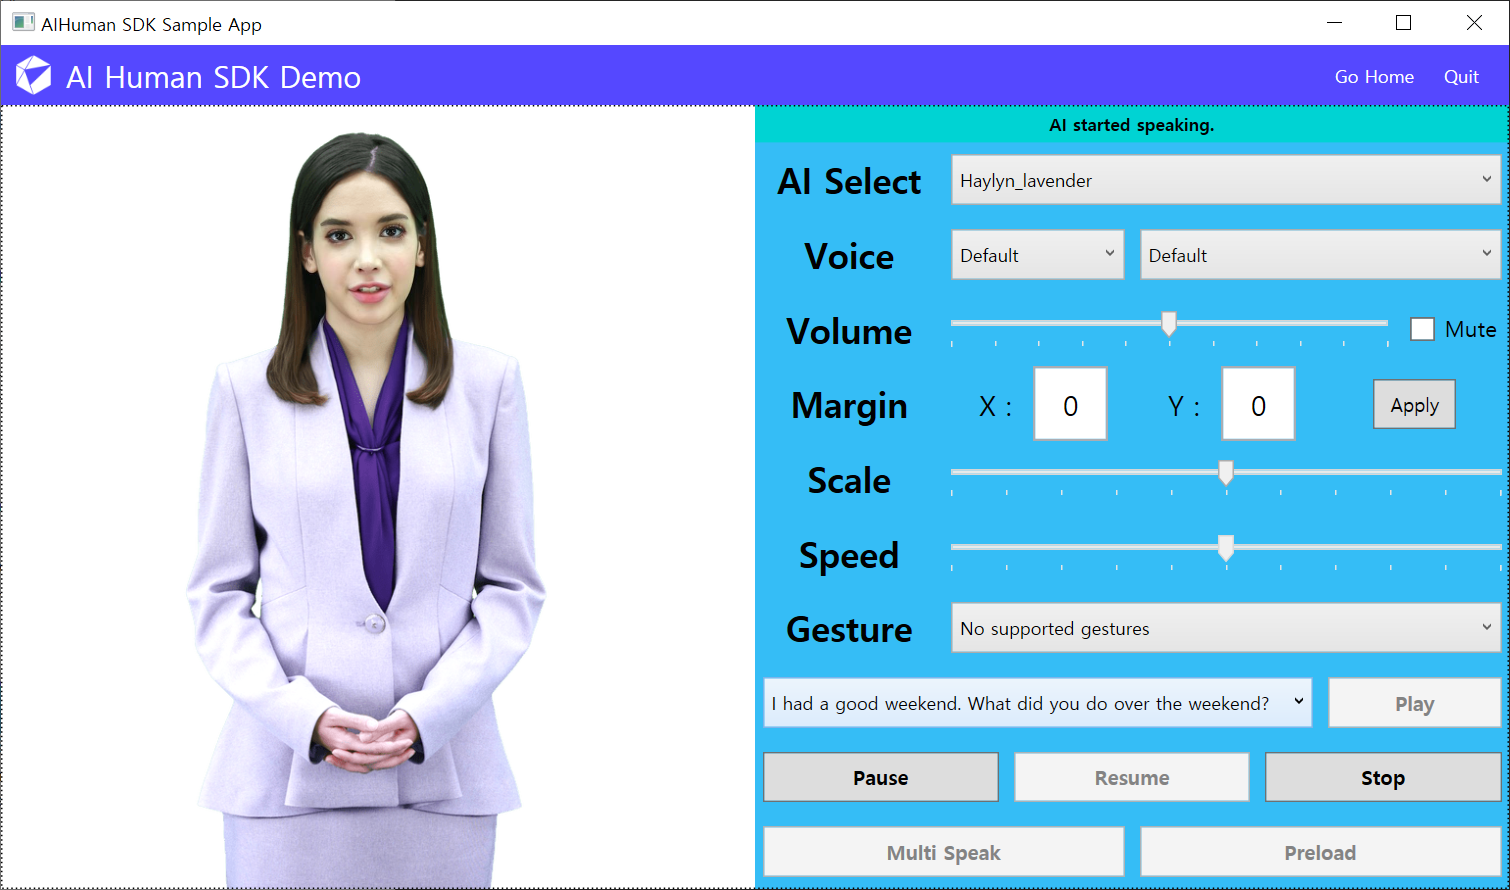 AIHuman SDK Sample App
AI Human SDK Demo
Go Home
Quit
AI started speaking.
AI Select
Haylyn_lavender
Voice
Default
Default
Volume
Mute
Margin
X :
0
Y :
0
Apply
Scale
Speed
Gesture
No supported gestures
I had a good weekend. What did you do over the weekend?
Play
Pause
Resume
Stop
Multi Speak
Preload